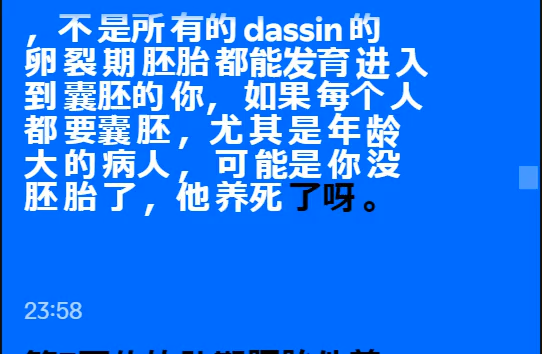 ，不是所有的 dassin 的
卵裂期胚胎都能发育进入
到囊胚的你，如果每个人
都要囊胚，尤其是年龄
大的病人，可能是你没
胚胎了，他养死了呀。
23:58